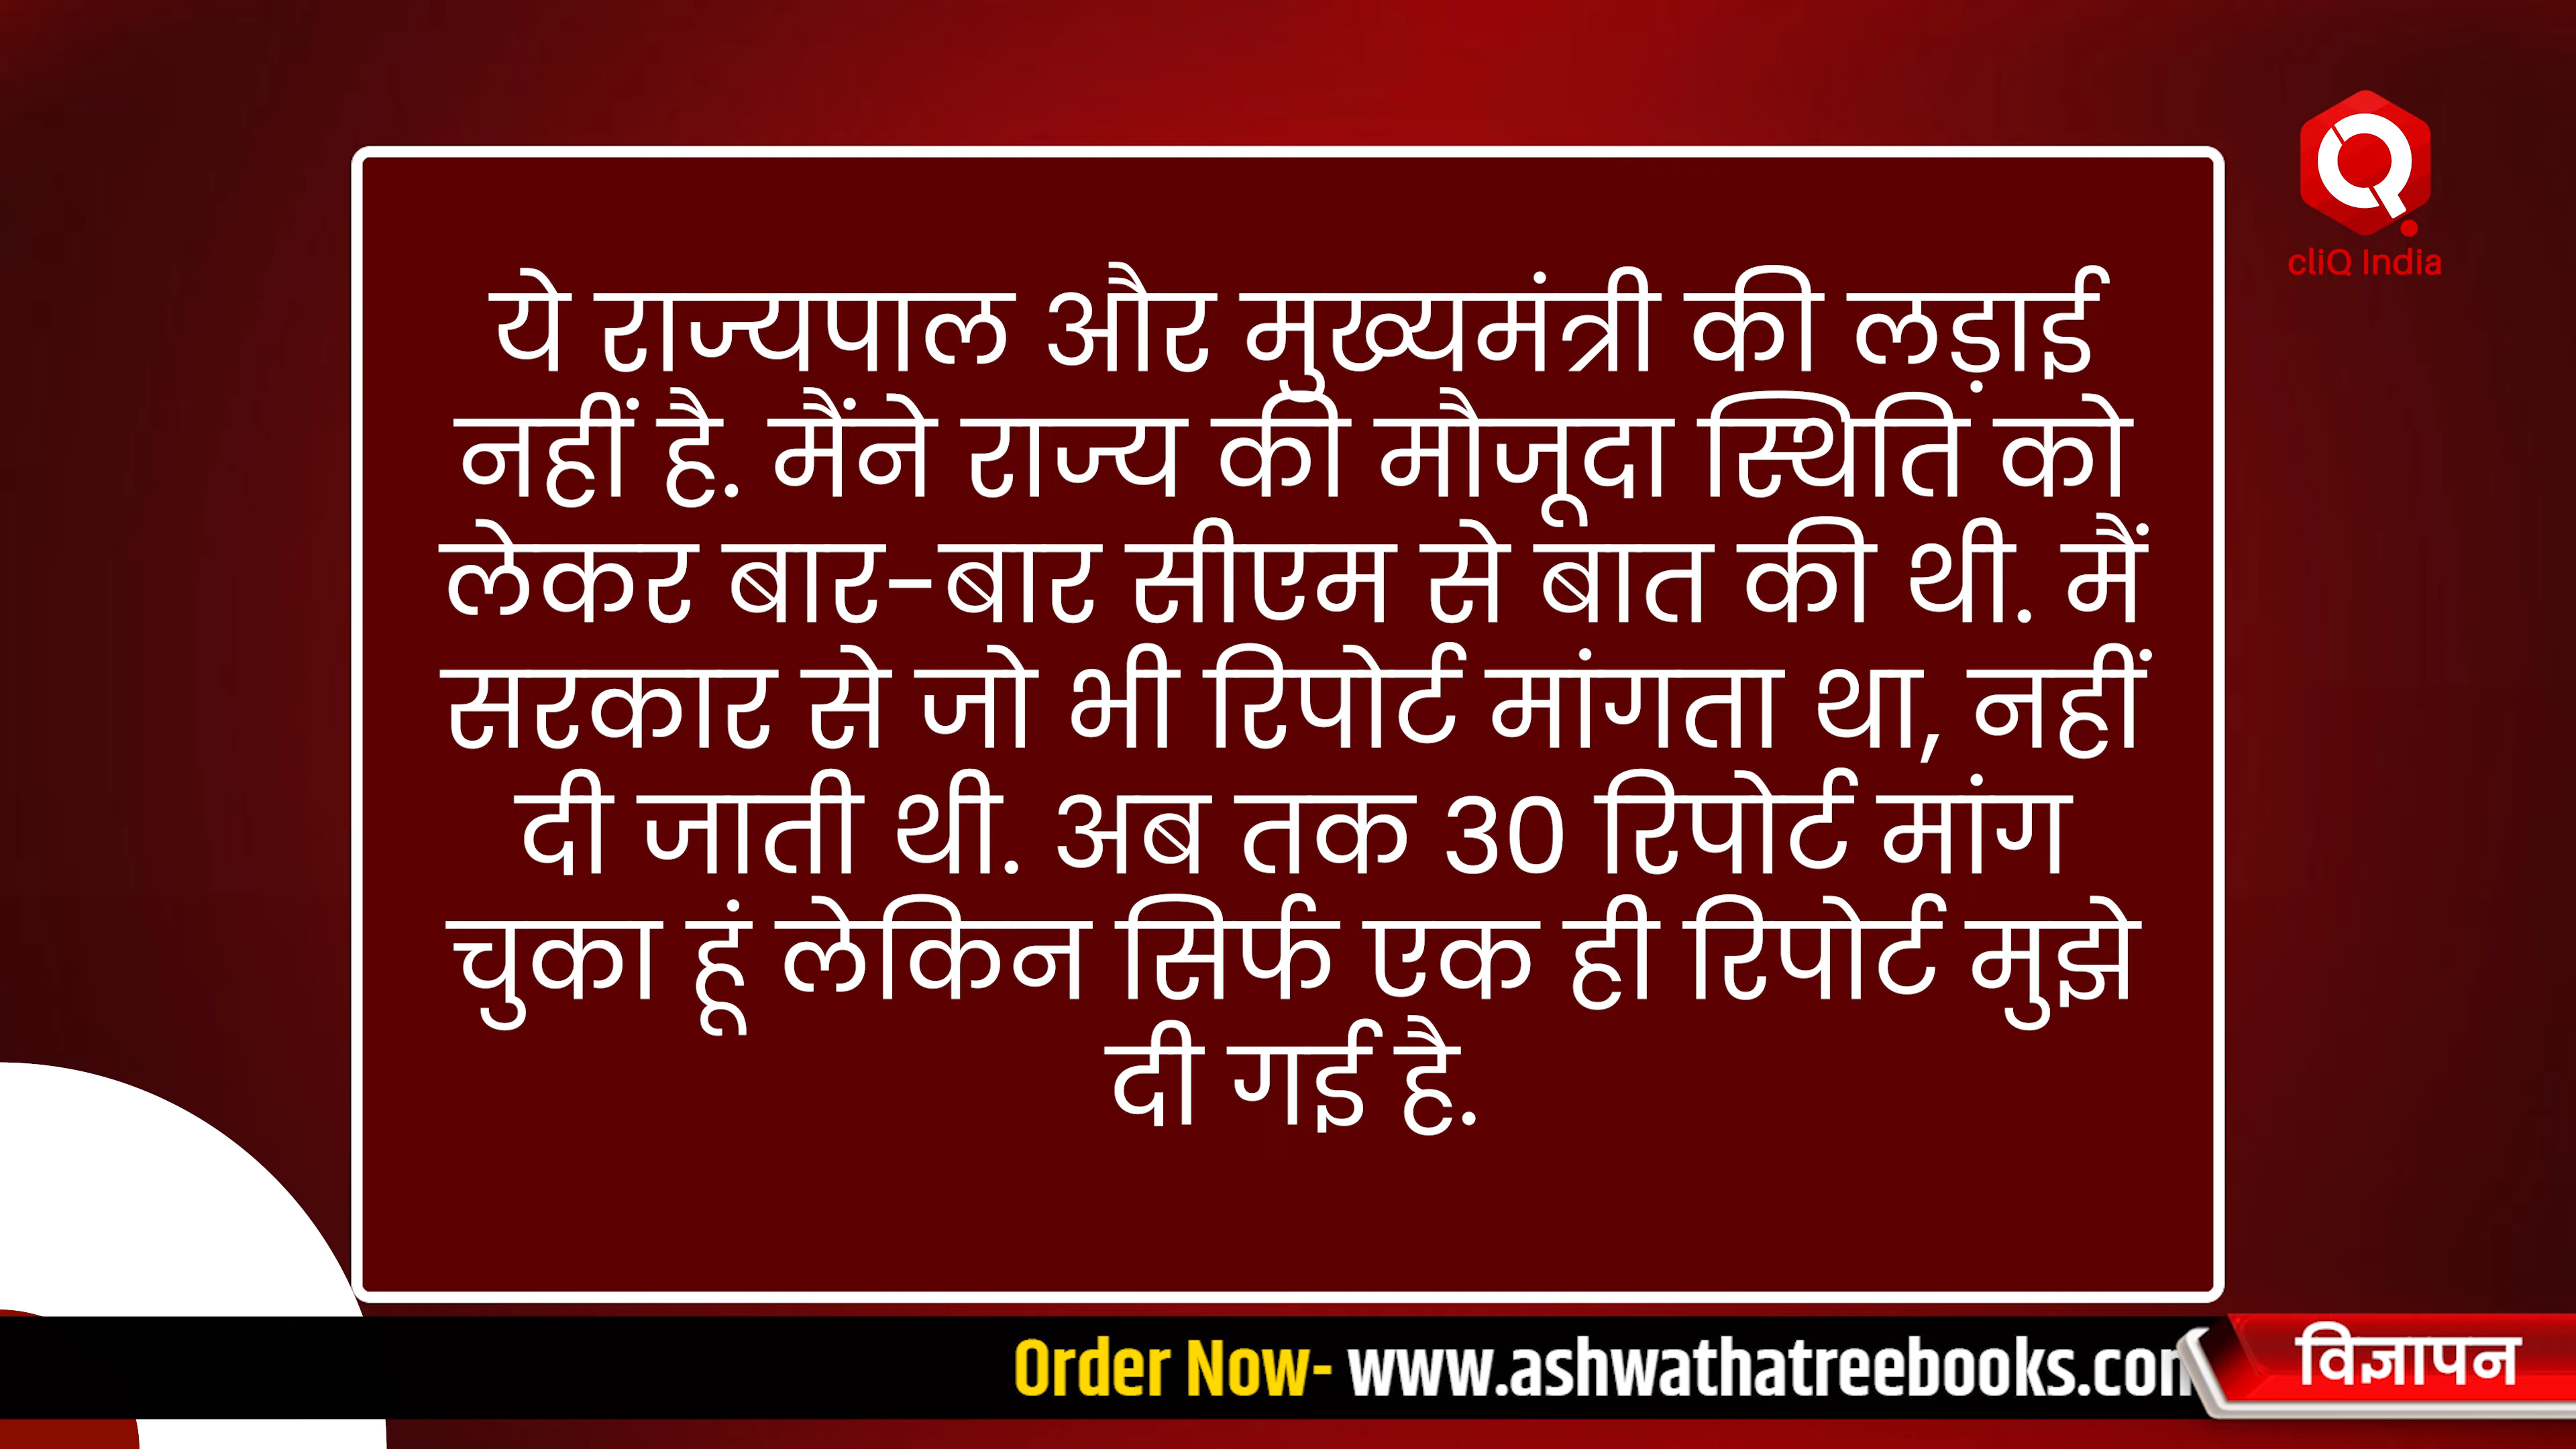 cliQ India
ये राज्यपाल और मुख्यमंत्री की लड़ाई
नहीं है. मैंने राज्य की मौजूदा स्थिति को
लेकर बार-बार सीएम से बात की थी. मैं
सरकार से जो भी रिपोर्ट मांगता था, नहीं
दी जाती थी. अब तक 30 रिपोर्ट मांग
चुका हूं लेकिन सिर्फ एक ही रिपोर्ट मुझे
दी गई है.
Order Now- www.ashwathatreebooks.com
विज्ञापन